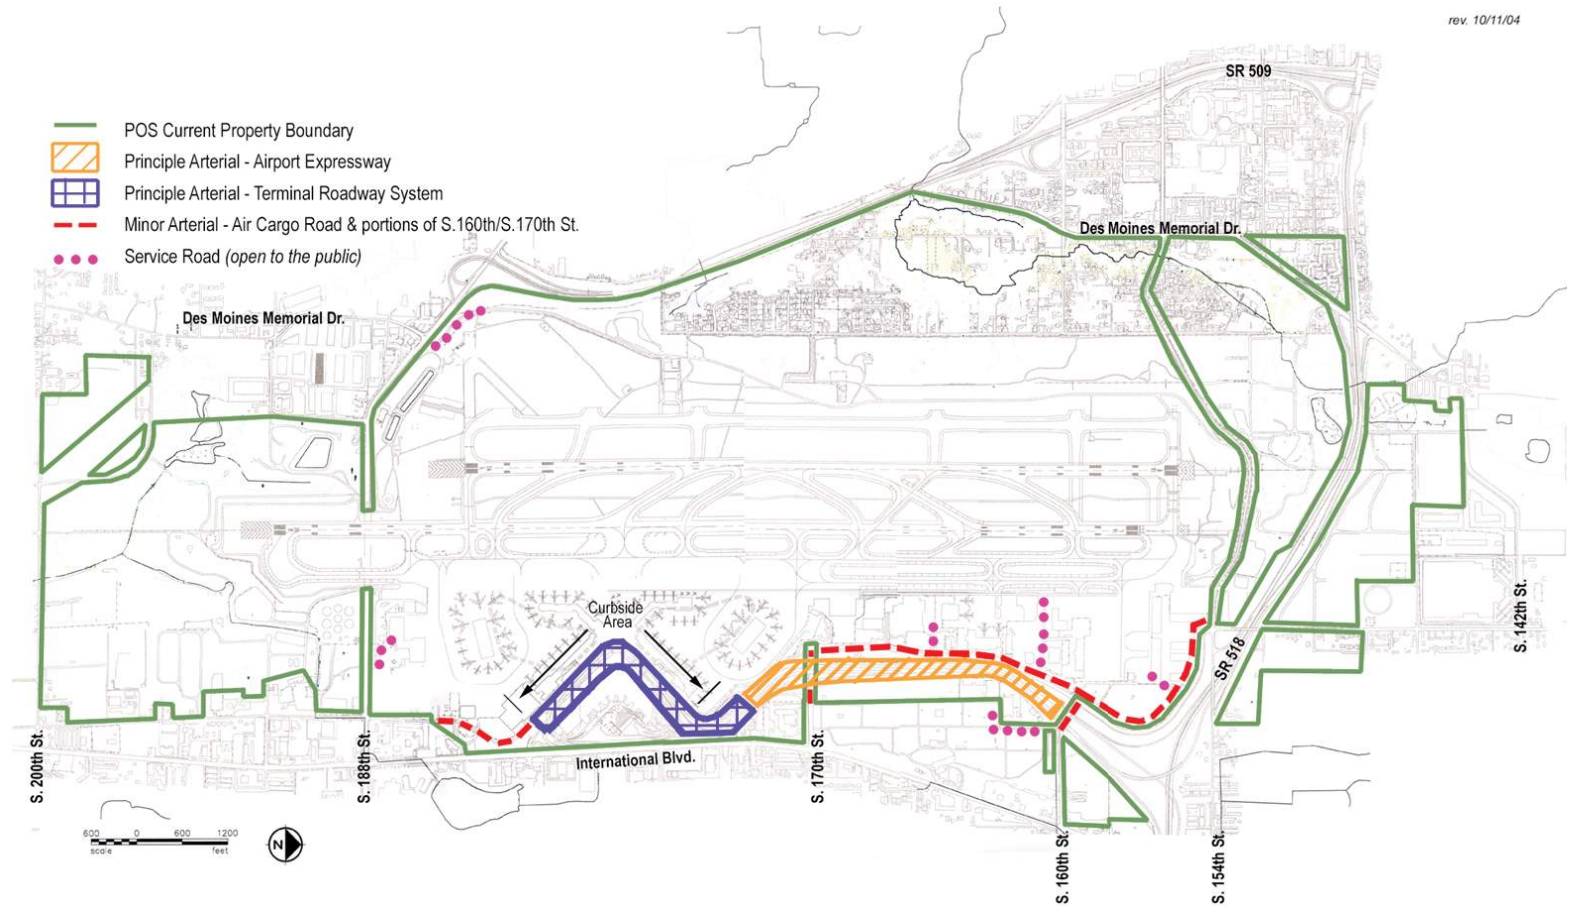 rev. 10/11/04
SR 509
POS Current Property Boundary
Principle Arterial - Airport Expressway
Principle Arterial - Terminal Roadway System
Minor Arterial - Air Cargo Road & portions of S.160th/S.170th St.
Service Road (open to the public)
Des Moines Memorial Dr.
Des Moines Memorial Dr.
Curbside
Area
S. 142th St.
SR 518
International Blvd.
S. 200th St.
S. 188th St.
S. 170th St.
S. 160th St.
S. 154th St.
600 0 600 1200
scale feet
N